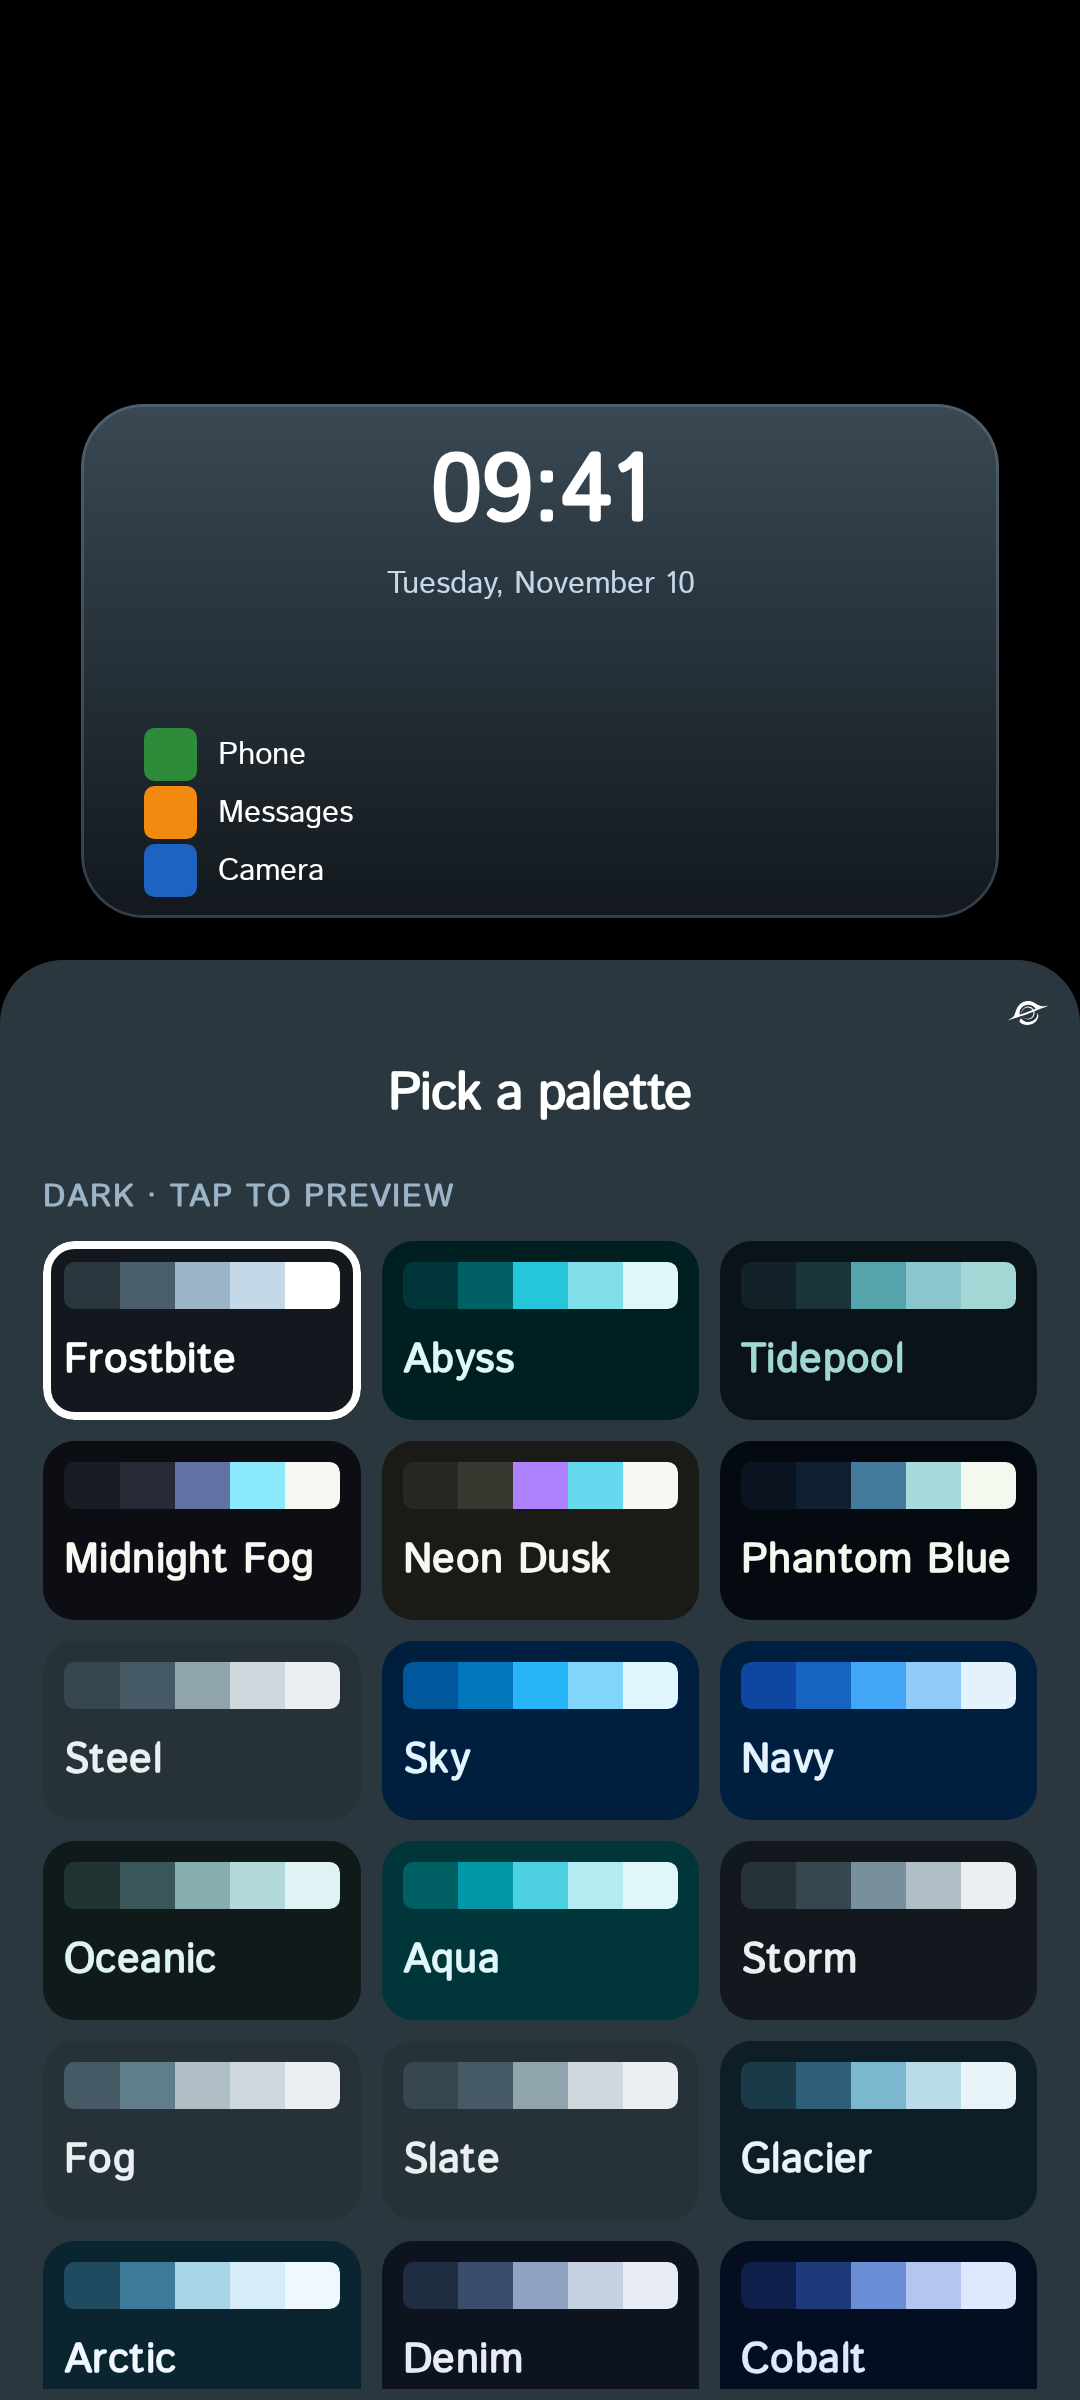 09:41
Tuesday, November 10
Phone
Messages
Camera
Pick a palette
DARK · TAP TO PREVIEW
Frostbite
Abyss
Tidepool
Midnight Fog
Neon Dusk
Phantom Blue
Steel
Sky
Navy
Oceanic
Aqua
Storm
Fog
Slate
Glacier
Arctic
Denim
Cobalt